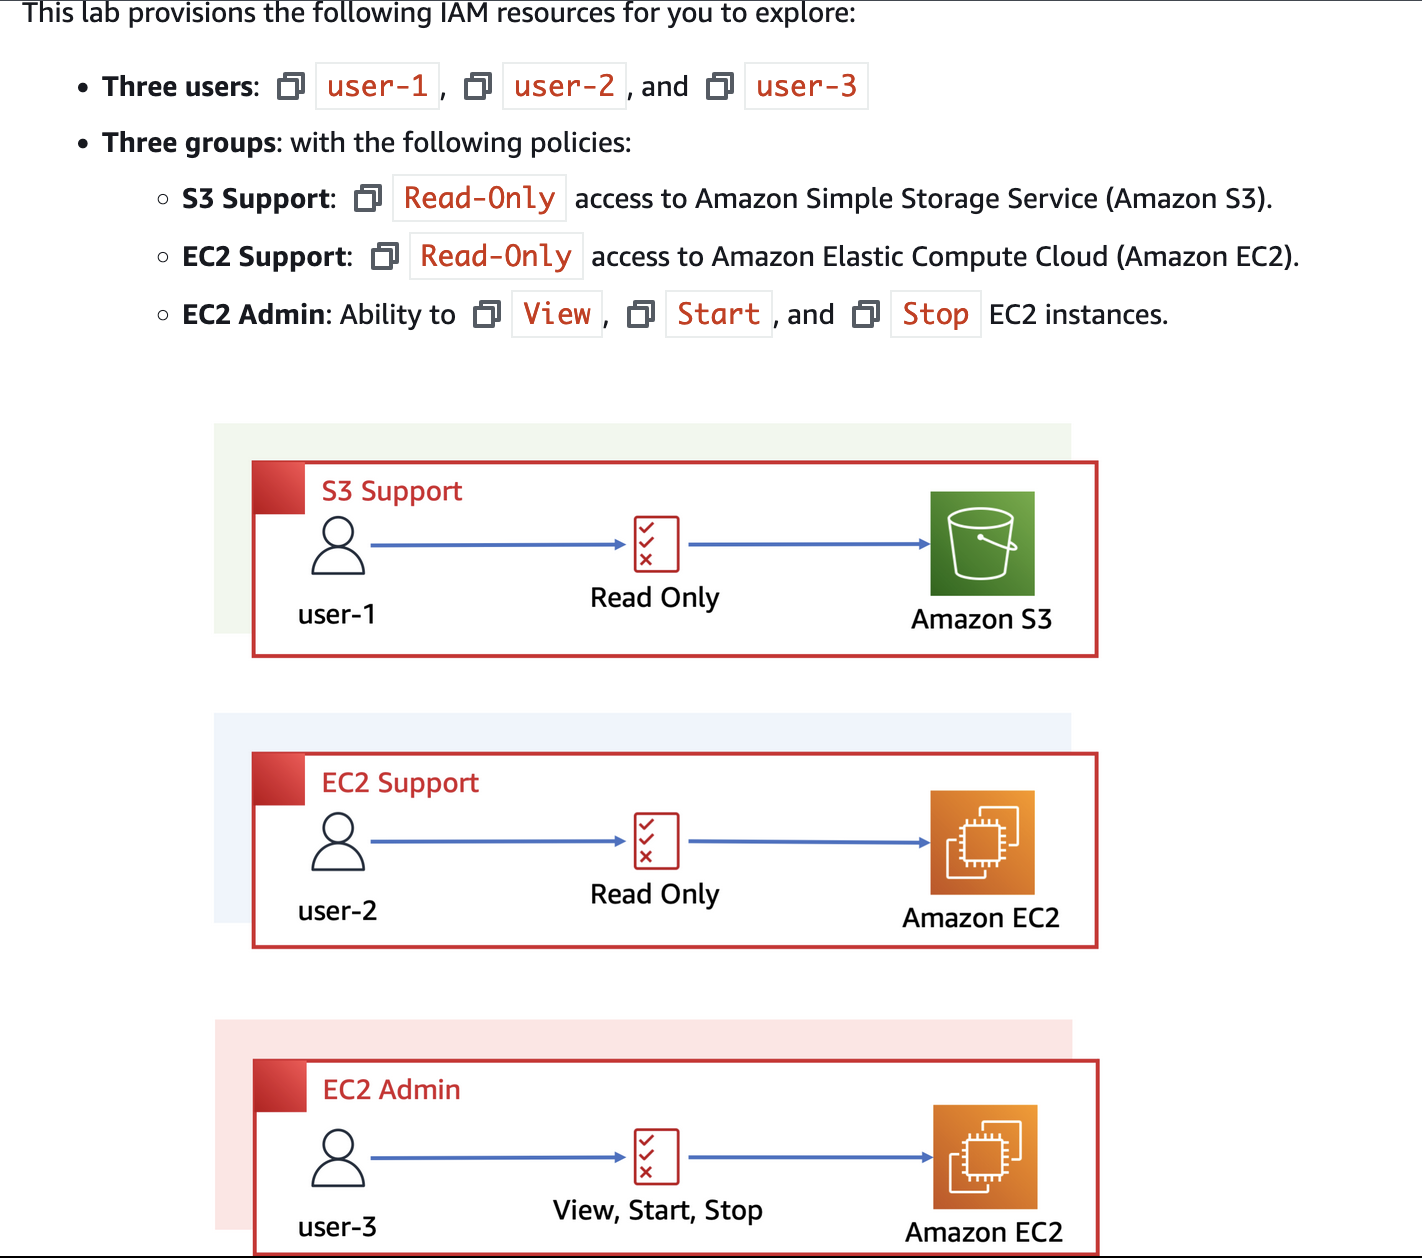 This lab provisions the following IAM resources for you to explore:
• Three users: user-1, user-2, and user-3
• Three groups: with the following policies:
○ S3 Support: Read-Only access to Amazon Simple Storage Service (Amazon S3).
○ EC2 Support: Read-Only access to Amazon Elastic Compute Cloud (Amazon EC2).
○ EC2 Admin: Ability to View, Start, and Stop EC2 instances.
S3 Support
user-1
Read Only
Amazon S3
EC2 Support
user-2
Read Only
Amazon EC2
EC2 Admin
user-3
View, Start, Stop
Amazon EC2